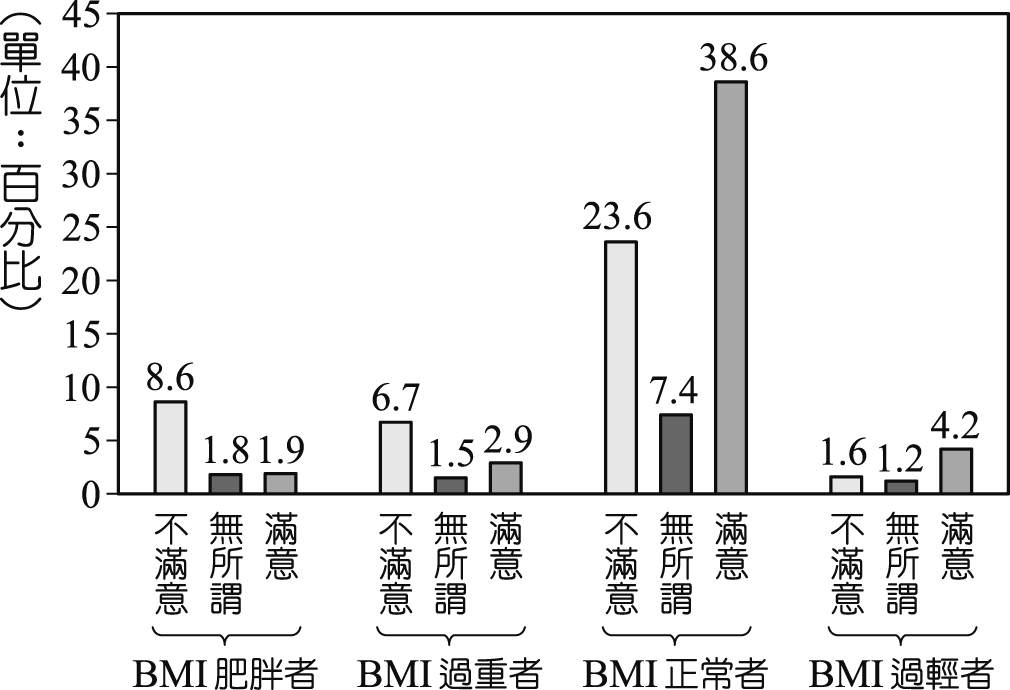 （單位：百分比）
45
40
35
30
25
20
15
10
5
0
8.6
1.8
1.9
6.7
1.5
2.9
23.6
7.4
38.6
1.6
1.2
4.2
不滿意
無所謂
滿意
不滿意
無所謂
滿意
不滿意
無所謂
滿意
不滿意
無所謂
滿意
BMI 肥胖者
BMI 過重者
BMI 正常者
BMI 過輕者